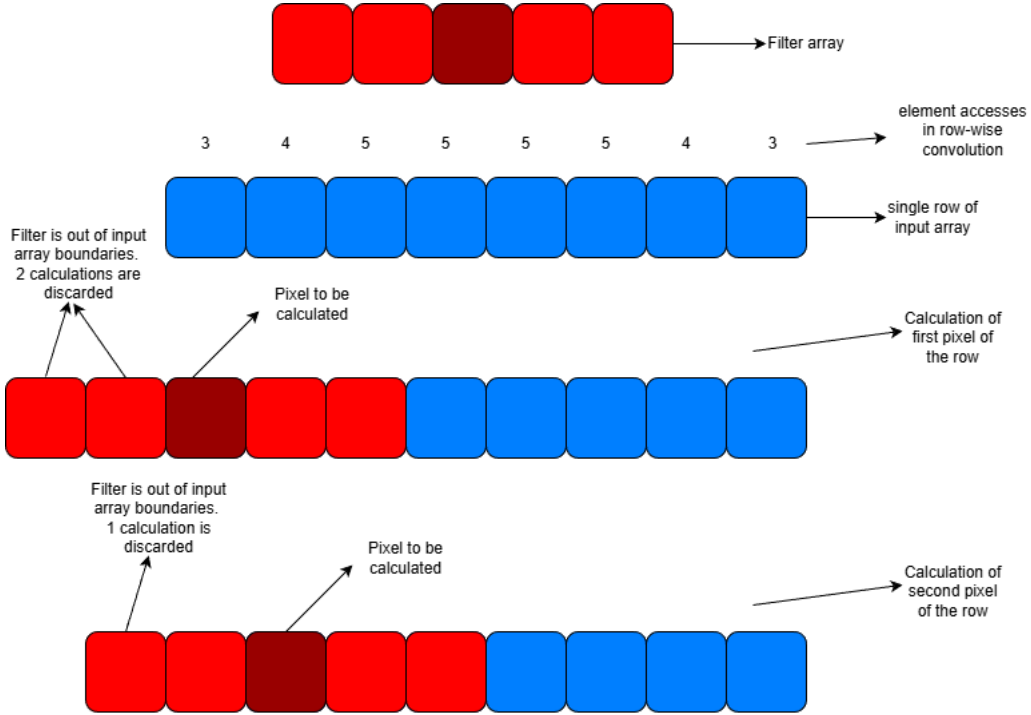 Filter array
element accesses
in row-wise
convolution
3 4 5 5 5 5 4 3
single row of
input array
Filter is out of input
array boundaries.
2 calculations are
discarded
Pixel to be
calculated
Calculation of
first pixel of
the row
Filter is out of input
array boundaries.
1 calculation is
discarded
Pixel to be
calculated
Calculation of
second pixel
of the row